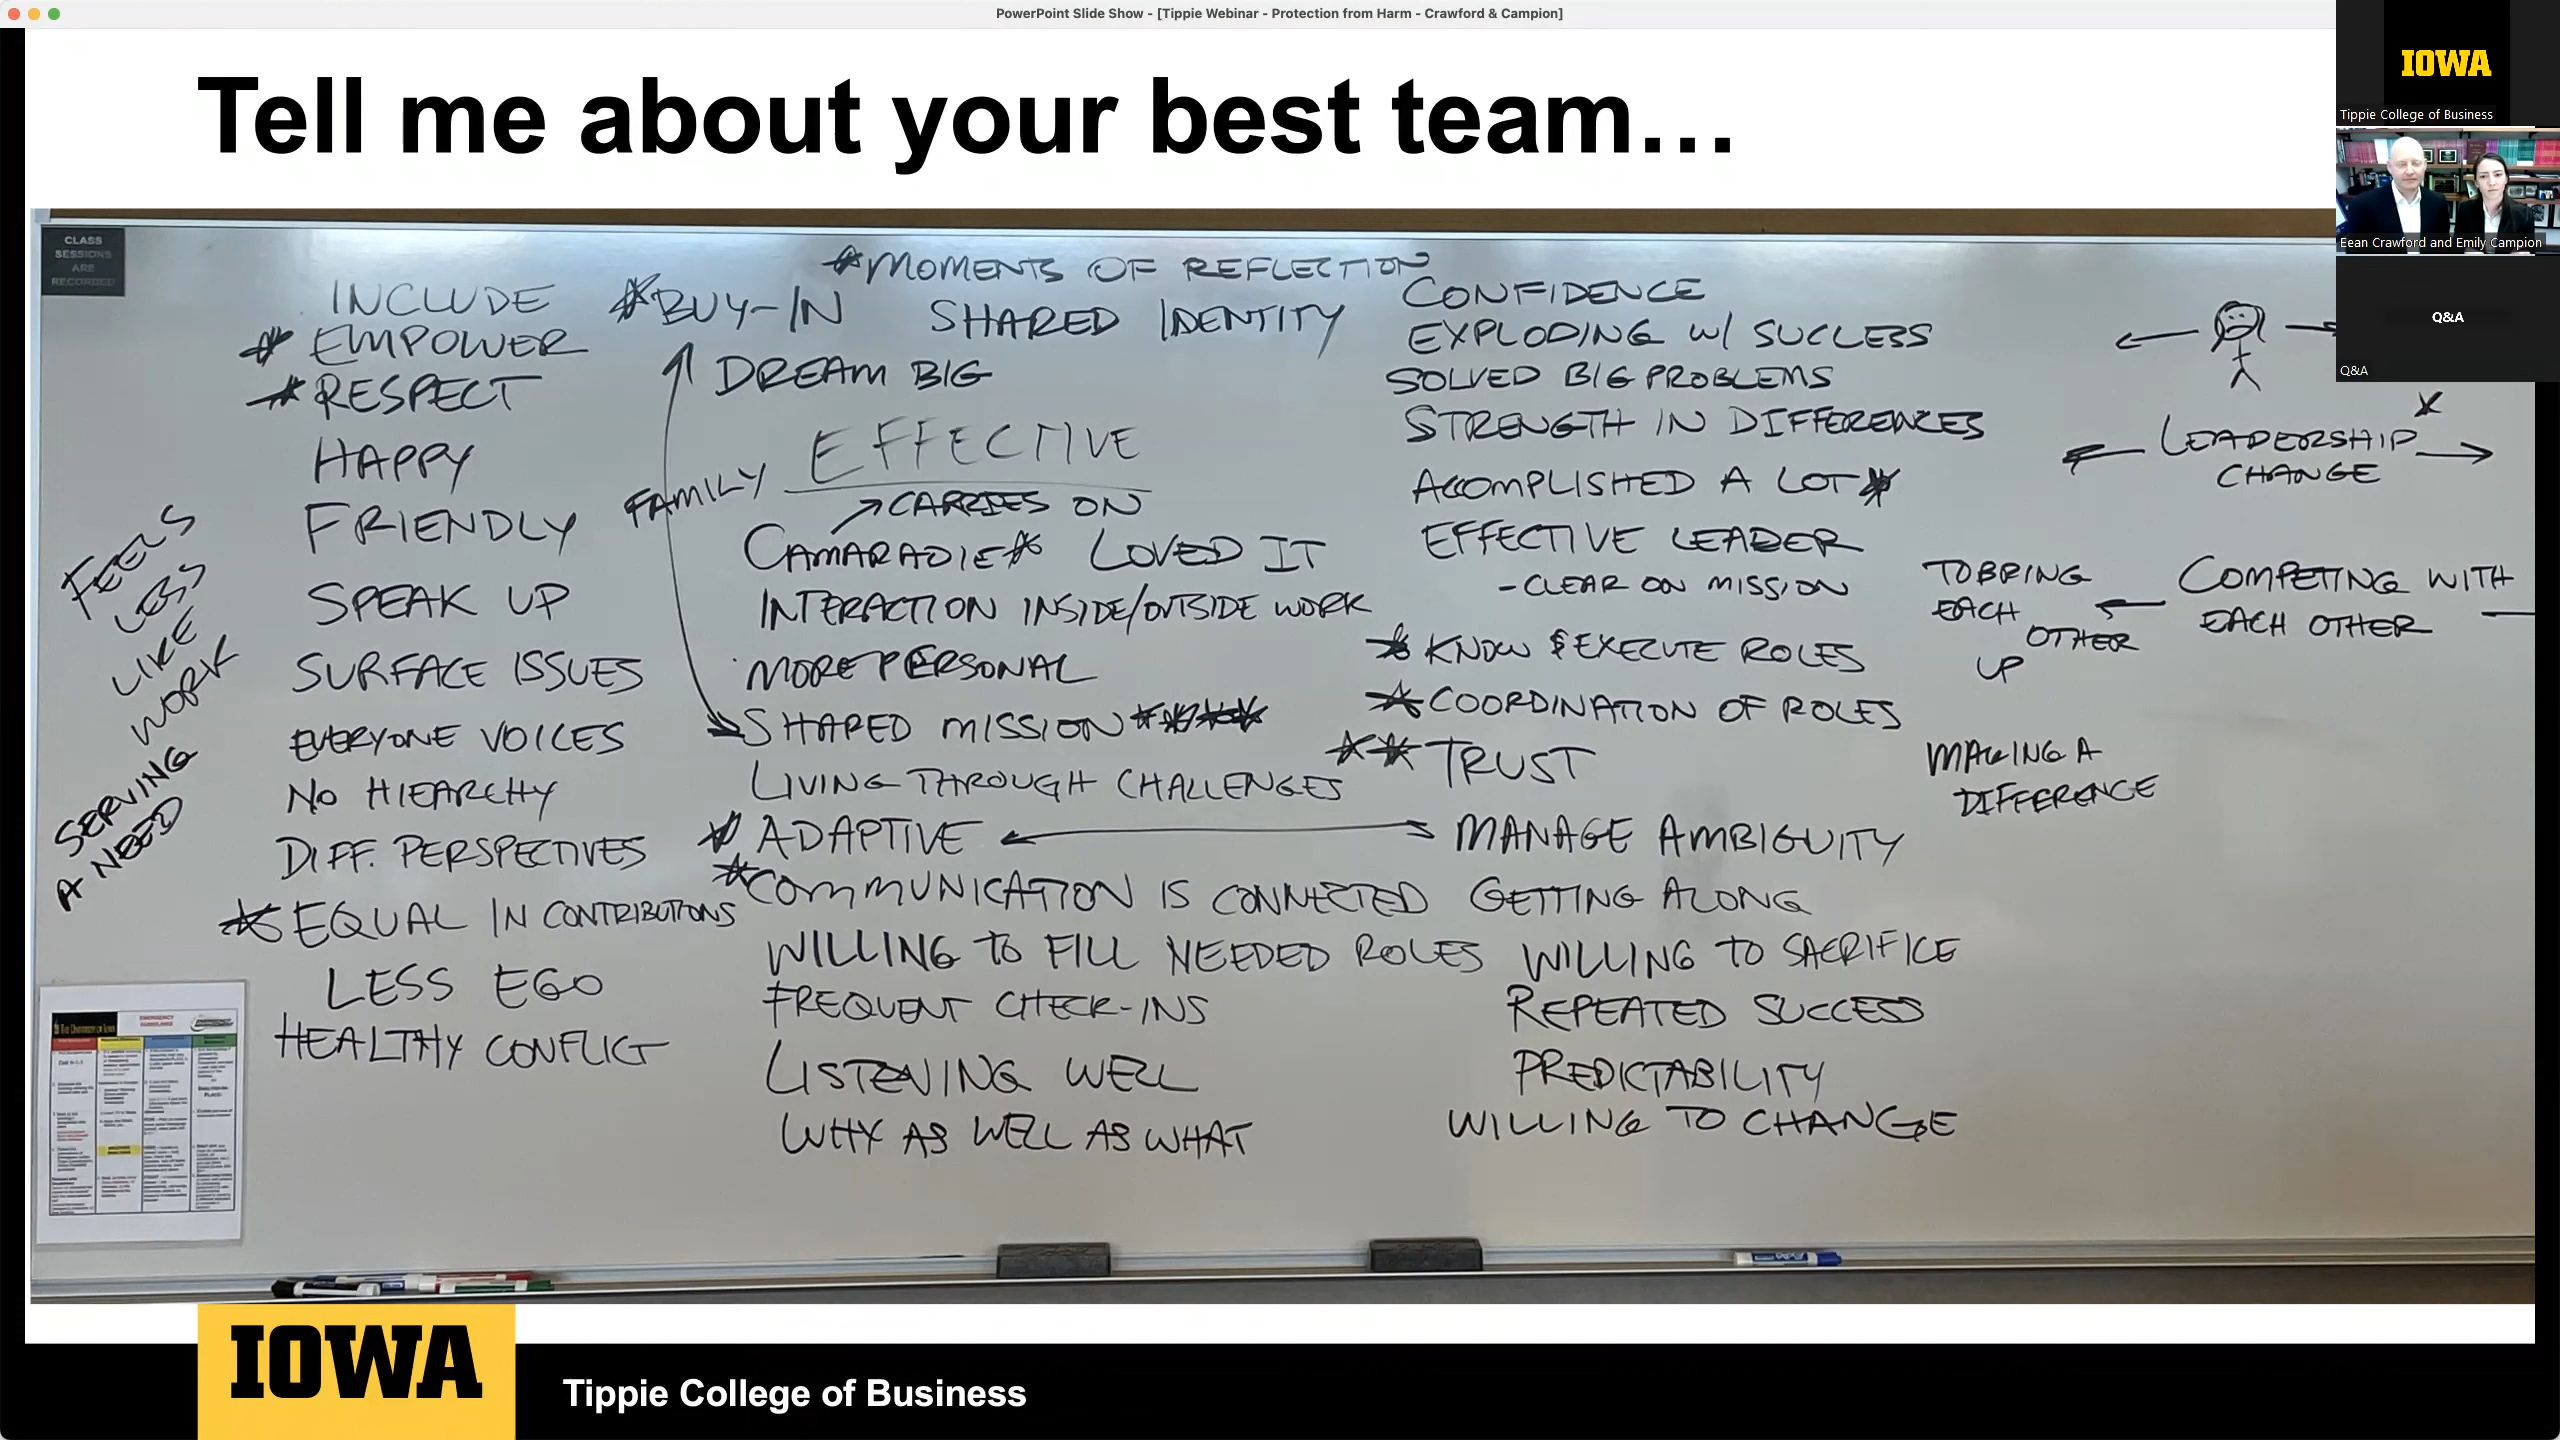 PowerPoint Slide Show - [Tippie Webinar - Protection from Harm - Crawford & Campion]
Tell me about your best team...
IOWA
Tippie College of Business
Eean Crawford and Emily Campion
Q&A
Q&A
CLASS
SESSIONS
ARE
RECORDED
FEELS
LESS
LIKE
WORK
SERVING
A NEED
INCLUDE
EMPOWER
RESPECT
HAPPY
FRIENDLY
SPEAK UP
SURFACE ISSUES
EVERYONE VOICES
NO HIEARCHY
DIFF. PERSPECTIVES
EQUAL IN CONTRIBUTIONS
LESS EGO
HEALTHY CONFLICT
MOMENTS OF REFLECTION
BUY-IN
SHARED IDENTITY
DREAM BIG
EFFECTIVE
FAMILY
CARRIES ON
CAMARADIE
LOVED IT
INTERACTION INSIDE/OUTSIDE WORK
MORE PERSONAL
SHARED MISSION
LIVING THROUGH CHALLENGES
ADAPTIVE
COMMUNICATION IS CONNECTED
WILLING TO FILL NEEDED ROLES
FREQUENT CHECK-INS
LISTENING WELL
WHY AS WELL AS WHAT
CONFIDENCE
EXPLODING W/ SUCCESS
SOLVED BIG PROBLEMS
STRENGTH IN DIFFERENCES
ACCOMPLISHED A LOT
EFFECTIVE LEADER
- CLEAR ON MISSION
KNOW & EXECUTE ROLES
COORDINATION OF ROLES
TRUST
MANAGE AMBIGUITY
GETTING ALONG
WILLING TO SACRIFICE
REPEATED SUCCESS
PREDICTABILITY
WILLING TO CHANGE
LEADERSHIP
CHANGE
TO BRING
EACH
OTHER
UP
COMPETING WITH
EACH OTHER
MAKING A
DIFFERENCE
IOWA
Tippie College of Business